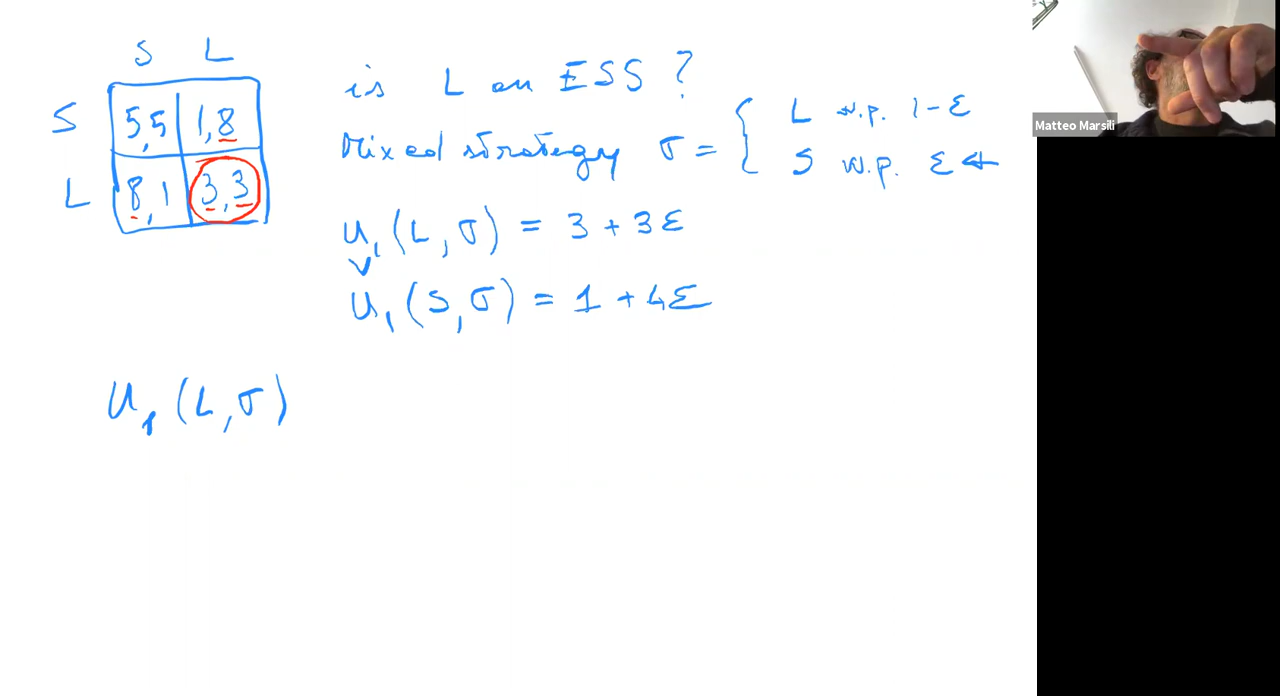 S L
is L an ESS ?
S 5,5 1,8
L w.p. 1-ε
Mixed strategy σ = {
S w.p. ε
L 8,1 3,3
u₁(L,σ) = 3 + 3ε
v
u₁(S,σ) = 1 + 4ε
u₁(L,σ)
Matteo Marsili